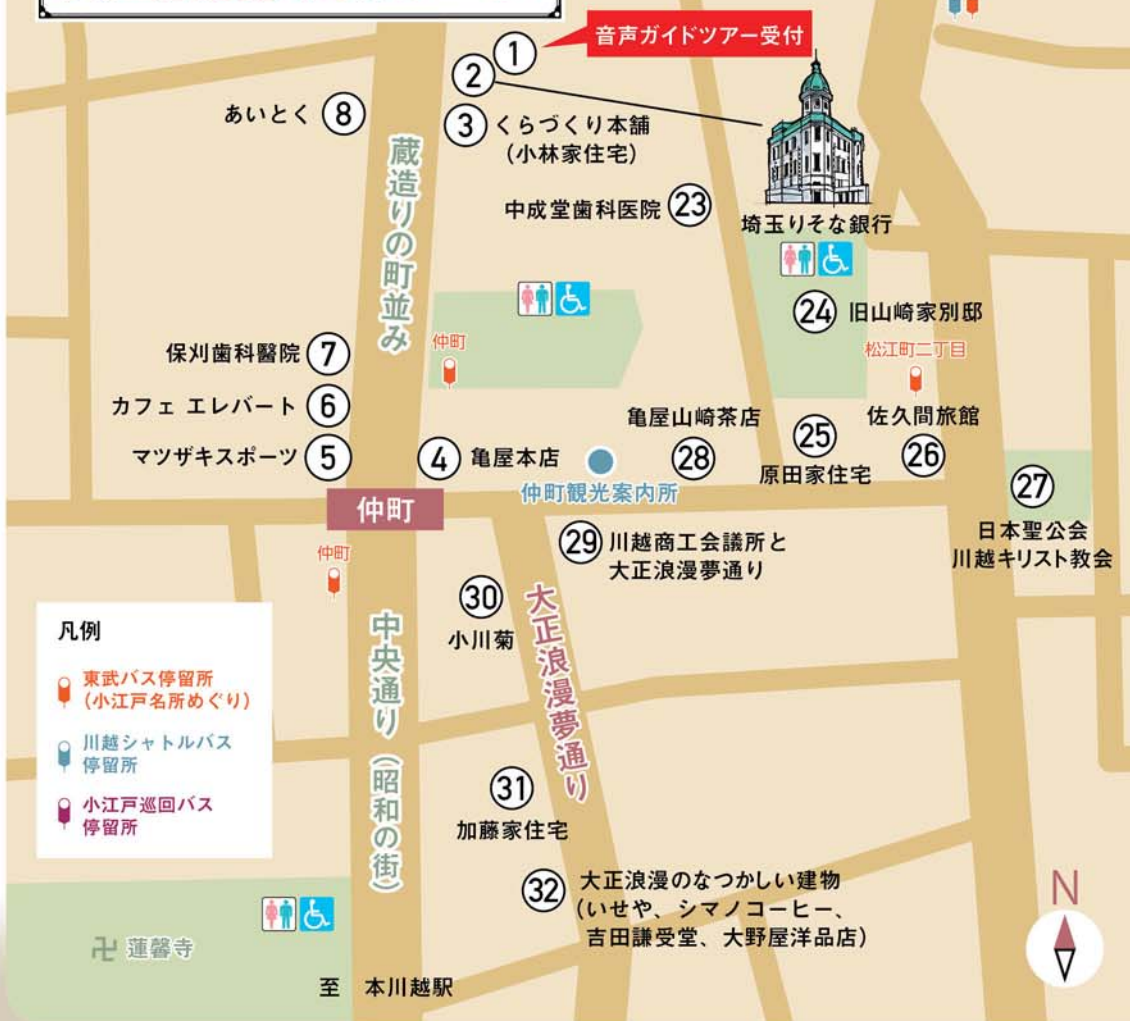 音声ガイドツアー受付
①
②
あいとく ⑧
③ くらづくり本舗
(小林家住宅)
蔵造りの町並み
中成堂歯科医院 ㉓
埼玉りそな銀行
㉔ 旧山崎家別邸
仲町
松江町二丁目
保刈歯科醫院 ⑦
カフェ エレバート ⑥
マツザキスポーツ ⑤
④ 亀屋本店
仲町観光案内所
亀屋山崎茶店
㉘
㉕
原田家住宅
佐久間旅館
㉖
㉗
日本聖公会
川越キリスト教会
仲町
仲町
㉙ 川越商工会議所と
大正浪漫夢通り
㉚
小川菊
大正浪漫夢通り
中央通り(昭和の街)
凡例
東武バス停留所
(小江戸名所めぐり)
川越シャトルバス
停留所
小江戸巡回バス
停留所
㉛
加藤家住宅
㉜ 大正浪漫のなつかしい建物
(いせや、シマノコーヒー、
吉田謙受堂、大野屋洋品店)
卍 蓮馨寺
至 本川越駅
N